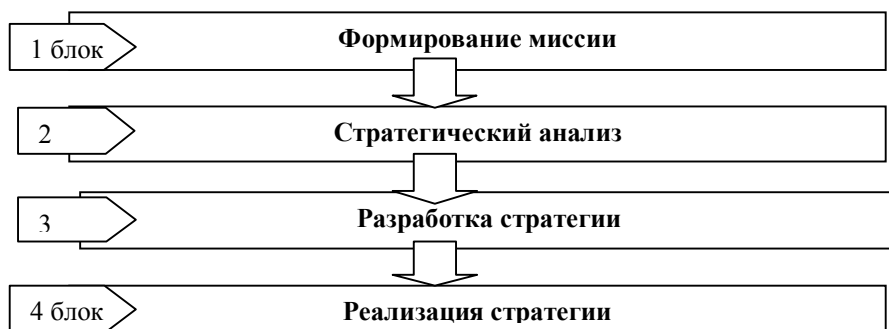 1 блок Формирование миссии
2 Стратегический анализ
3 Разработка стратегии
4 блок Реализация стратегии